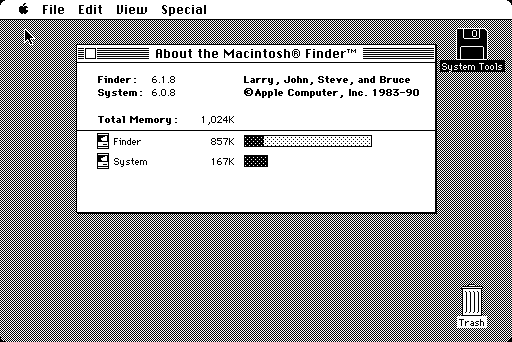 File Edit View Special
About the Macintosh® Finder™
Finder: 6.1.8 Larry, John, Steve, and Bruce
System: 6.0.8 ©Apple Computer, Inc. 1983-90
Total Memory: 1,024K
Finder 857K
System 167K
System Tools
Trash